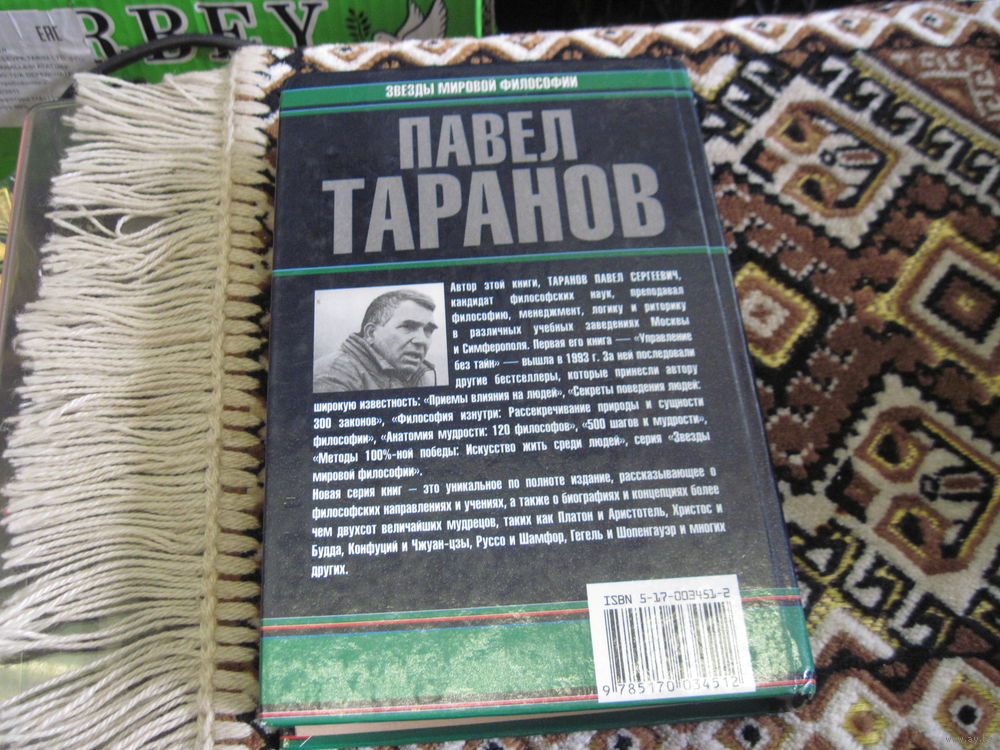 RBEY
EAC
ЗВЕЗДЫ МИРОВОЙ ФИЛОСОФИИ
ПАВЕЛ
ТАРАНОВ
Автор этой книги, ТАРАНОВ ПАВЕЛ СЕРГЕЕВИЧ,
кандидат философских наук, преподавал
философию, менеджмент, логику и риторику
в различных учебных заведениях Москвы
и Симферополя. Первая его книга — «Управление
без тайн» — вышла в 1993 г. За ней последовали
другие бестселлеры, которые принесли автору
широкую известность: «Приемы влияния на людей», «Секреты поведения людей:
300 законов», «Философия изнутри: Рассекречивание природы и сущности
философии», «Анатомия мудрости: 120 философов», «500 шагов к мудрости»,
«Методы 100%-ной победы: Искусство жить среди людей», серия «Звезды
мировой философии».
Новая серия книг – это уникальное по полноте издание, рассказывающее о
философских направлениях и учениях, а также о биографиях и концепциях более
чем двухсот величайших мудрецов, таких как Платон и Аристотель, Христос и
Будда, Конфуций и Чжуан-цзы, Руссо и Шамфор, Гегель и Шопенгауэр и многих
других.
ISBN 5-17-003451-2
9 785170 034512